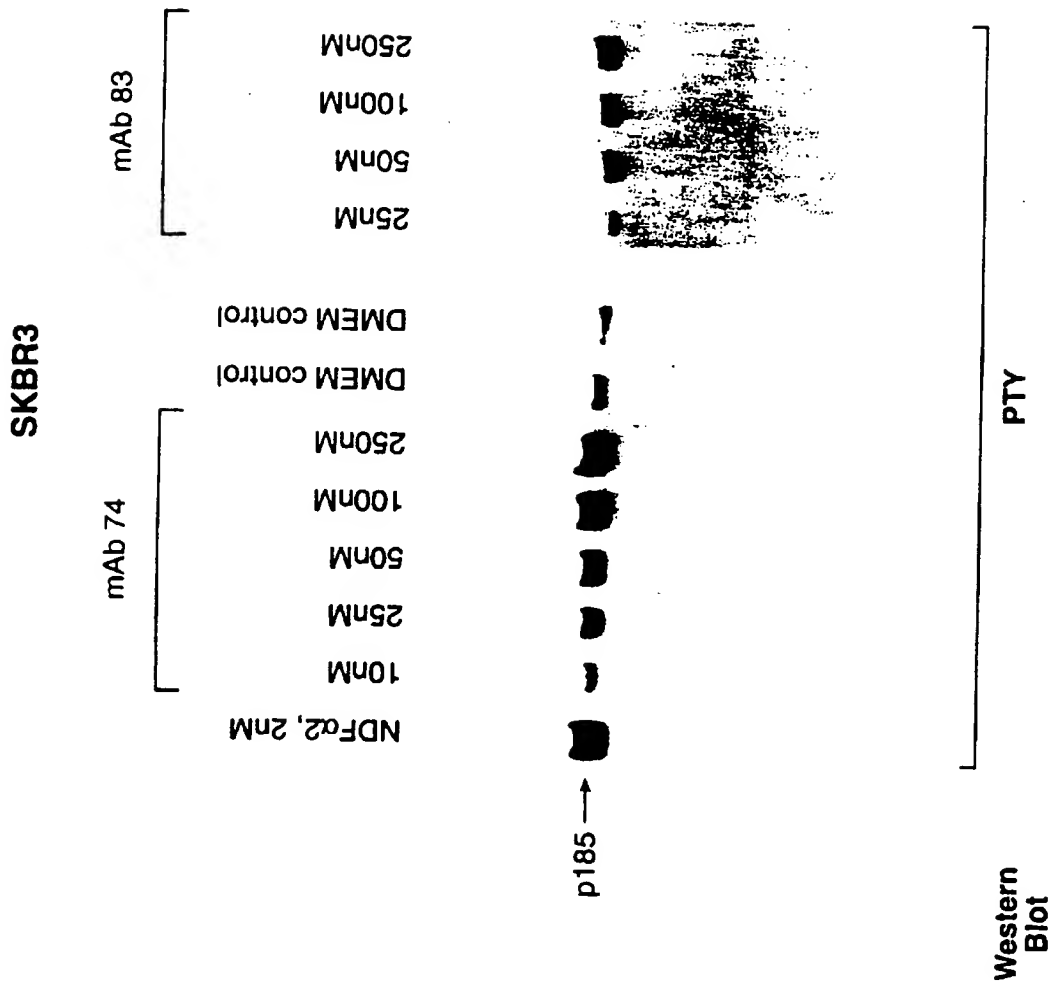 SKBR3
mAb 74
mAb 83
NDFα2, 2nM
10nM
25nM
50nM
100nM
250nM
DMEM control
DMEM control
25nM
50nM
100nM
250nM
p185
Western
Blot
PTY